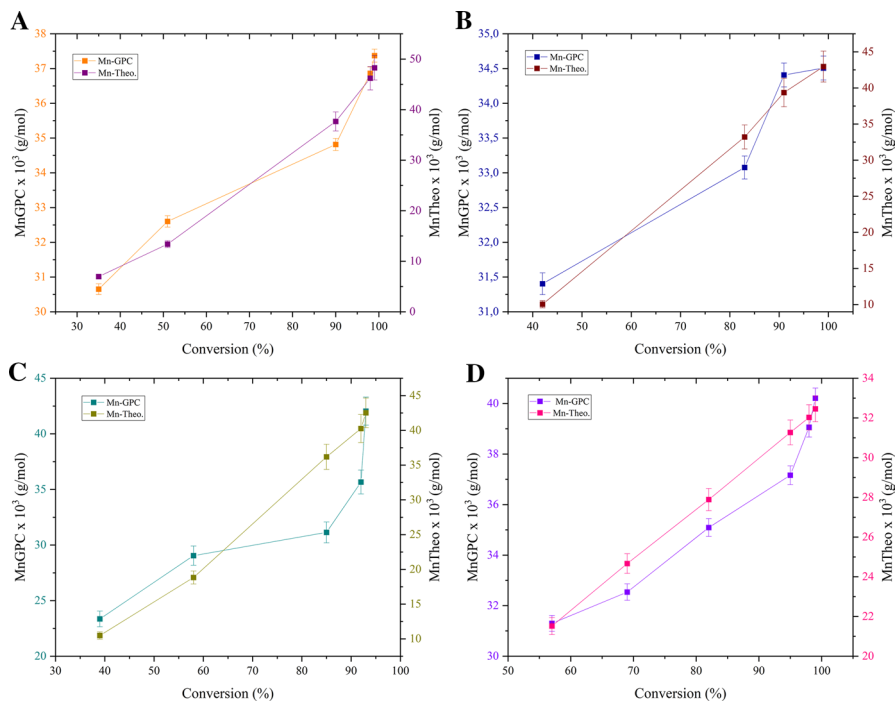 A
B
38
37
36
35
34
33
32
31
30
MnGPC x 10³ (g/mol)
Mn-GPC
Mn-Theo.
50
40
30
20
10
0
MnTheo x 10³ (g/mol)
30 40 50 60 70 80 90 100
Conversion (%)
35,0
34,5
34,0
33,5
33,0
32,5
32,0
31,5
31,0
MnGPC x 10³ (g/mol)
Mn-GPC
Mn-Theo.
45
40
35
30
25
20
15
10
MnTheo x 10³ (g/mol)
40 50 60 70 80 90 100
Conversion (%)
C
D
45
41
35
30
23
20
MnGPC x 10³ (g/mol)
Mn-GPC
Mn-Theo.
45
40
35
30
25
20
15
10
MnTheo x 10³ (g/mol)
30 40 50 60 70 80 90 100
Conversion (%)
40
38
36
34
32
30
MnGPC x 10³ (g/mol)
Mn-GPC
Mn-Theo.
34
32
30
28
26
24
22
20
MnTheo x 10³ (g/mol)
50 60 70 80 90 100
Conversion (%)